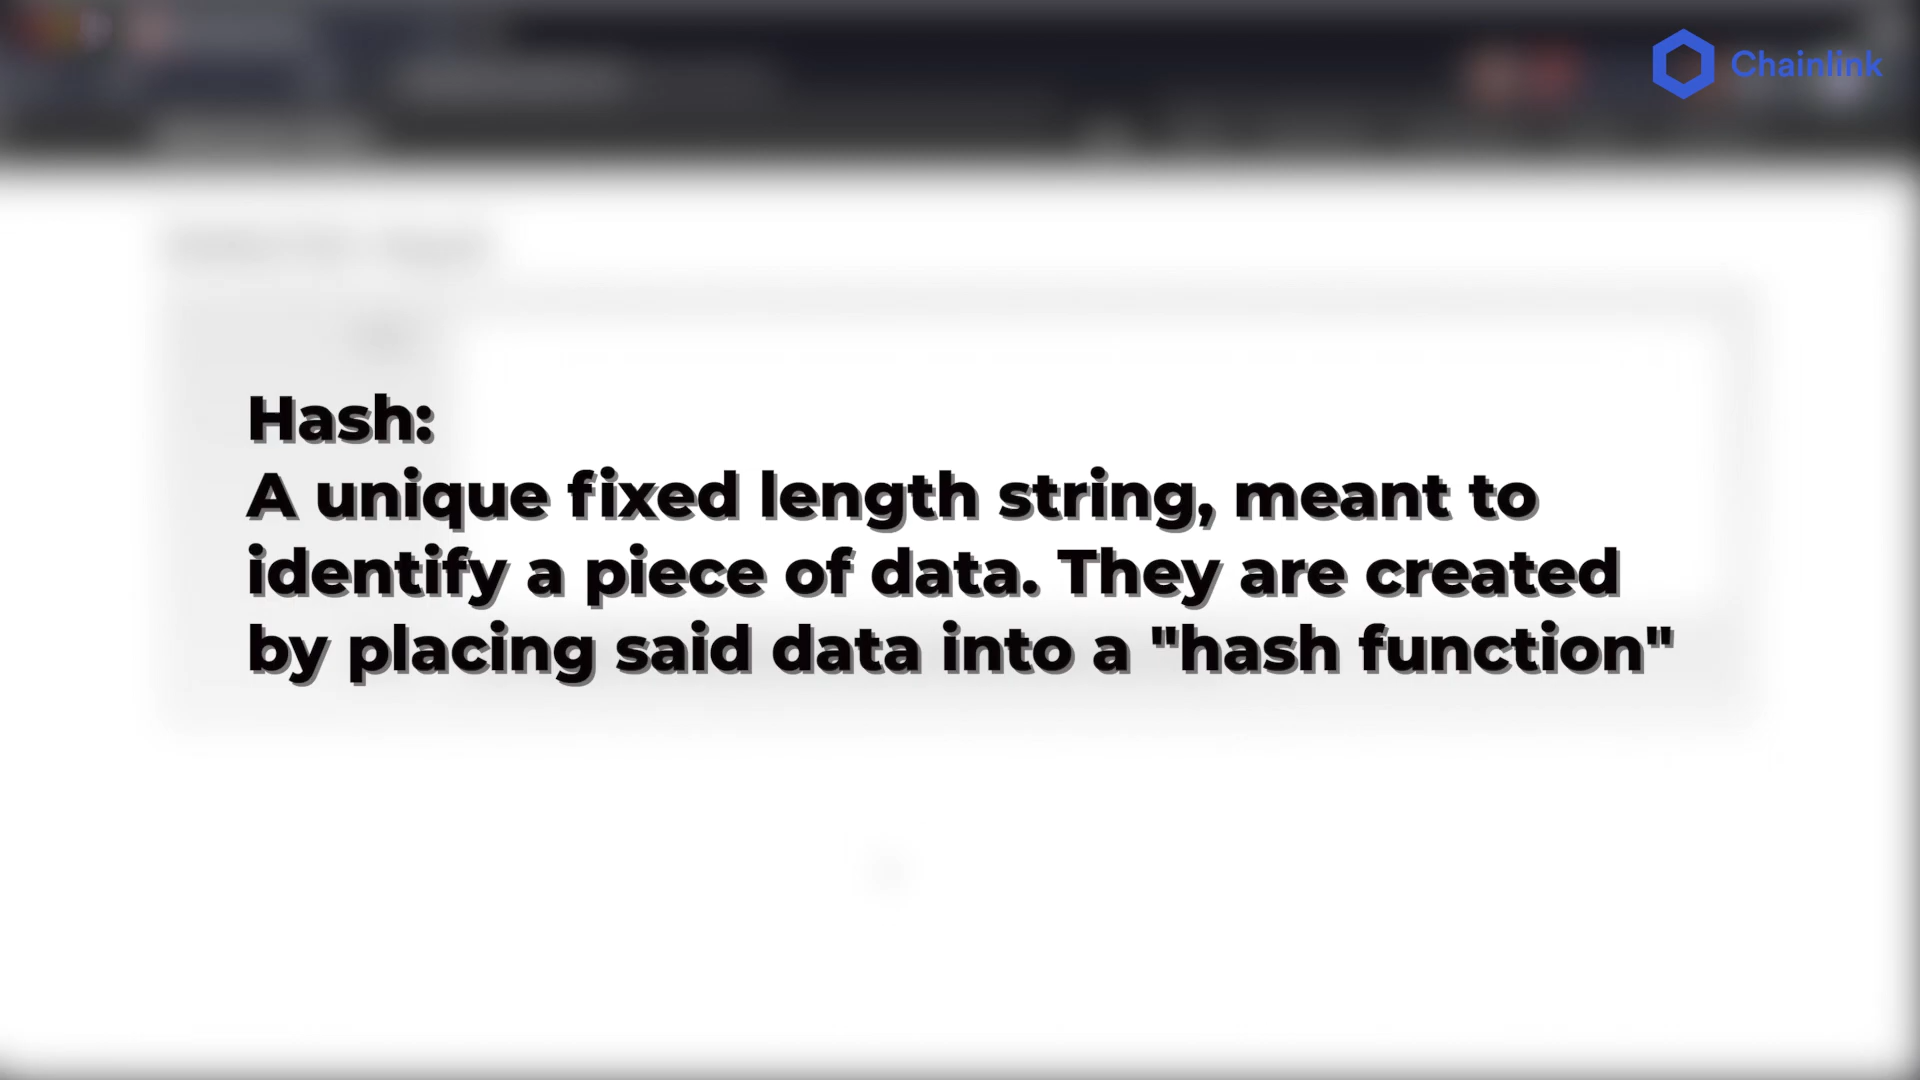 Chainlink
Hash:
A unique fixed length string, meant to
identify a piece of data. They are created
by placing said data into a "hash function"